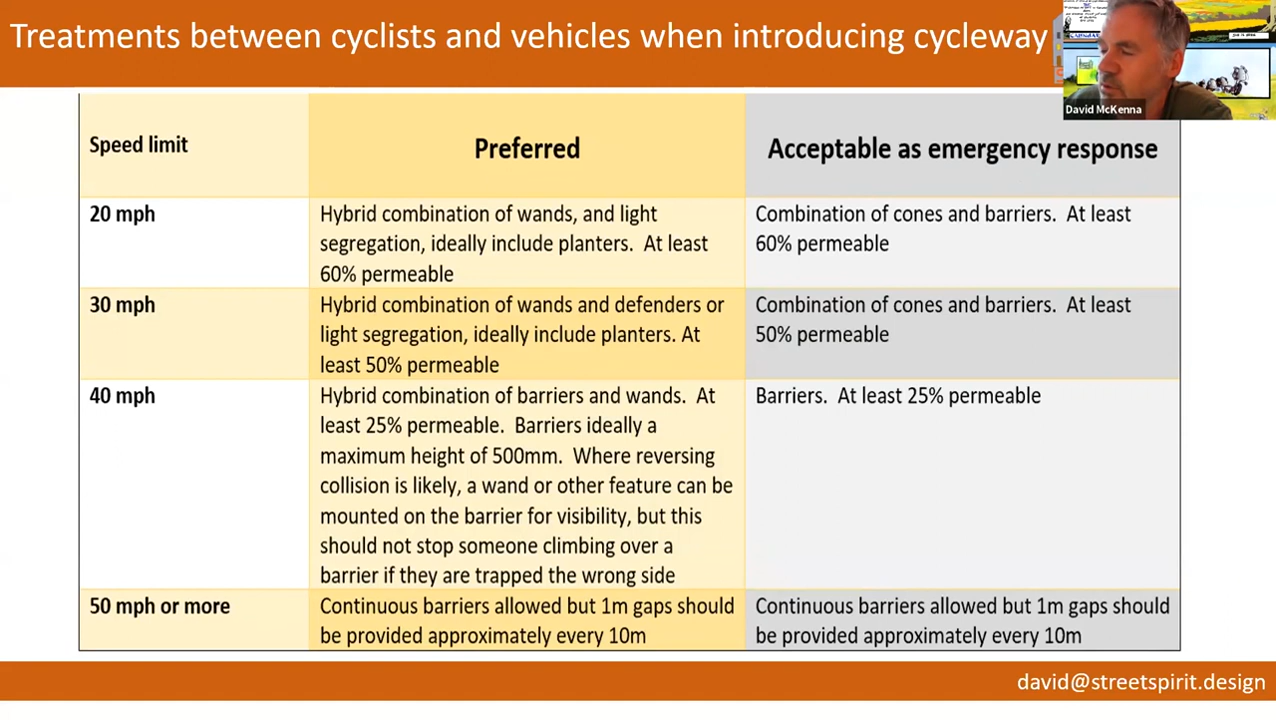 Treatments between cyclists and vehicles when introducing cycleway
David McKenna
Speed limit
Preferred
Acceptable as emergency response
20 mph
Hybrid combination of wands, and light
segregation, ideally include planters. At least
60% permeable
Combination of cones and barriers. At least
60% permeable
30 mph
Hybrid combination of wands and defenders or
light segregation, ideally include planters. At
least 50% permeable
Combination of cones and barriers. At least
50% permeable
40 mph
Hybrid combination of barriers and wands. At
least 25% permeable. Barriers ideally a
maximum height of 500mm. Where reversing
collision is likely, a wand or other feature can be
mounted on the barrier for visibility, but this
should not stop someone climbing over a
barrier if they are trapped the wrong side
Barriers. At least 25% permeable
50 mph or more
Continuous barriers allowed but 1m gaps should
be provided approximately every 10m
Continuous barriers allowed but 1m gaps should
be provided approximately every 10m
david@streetspirit.design